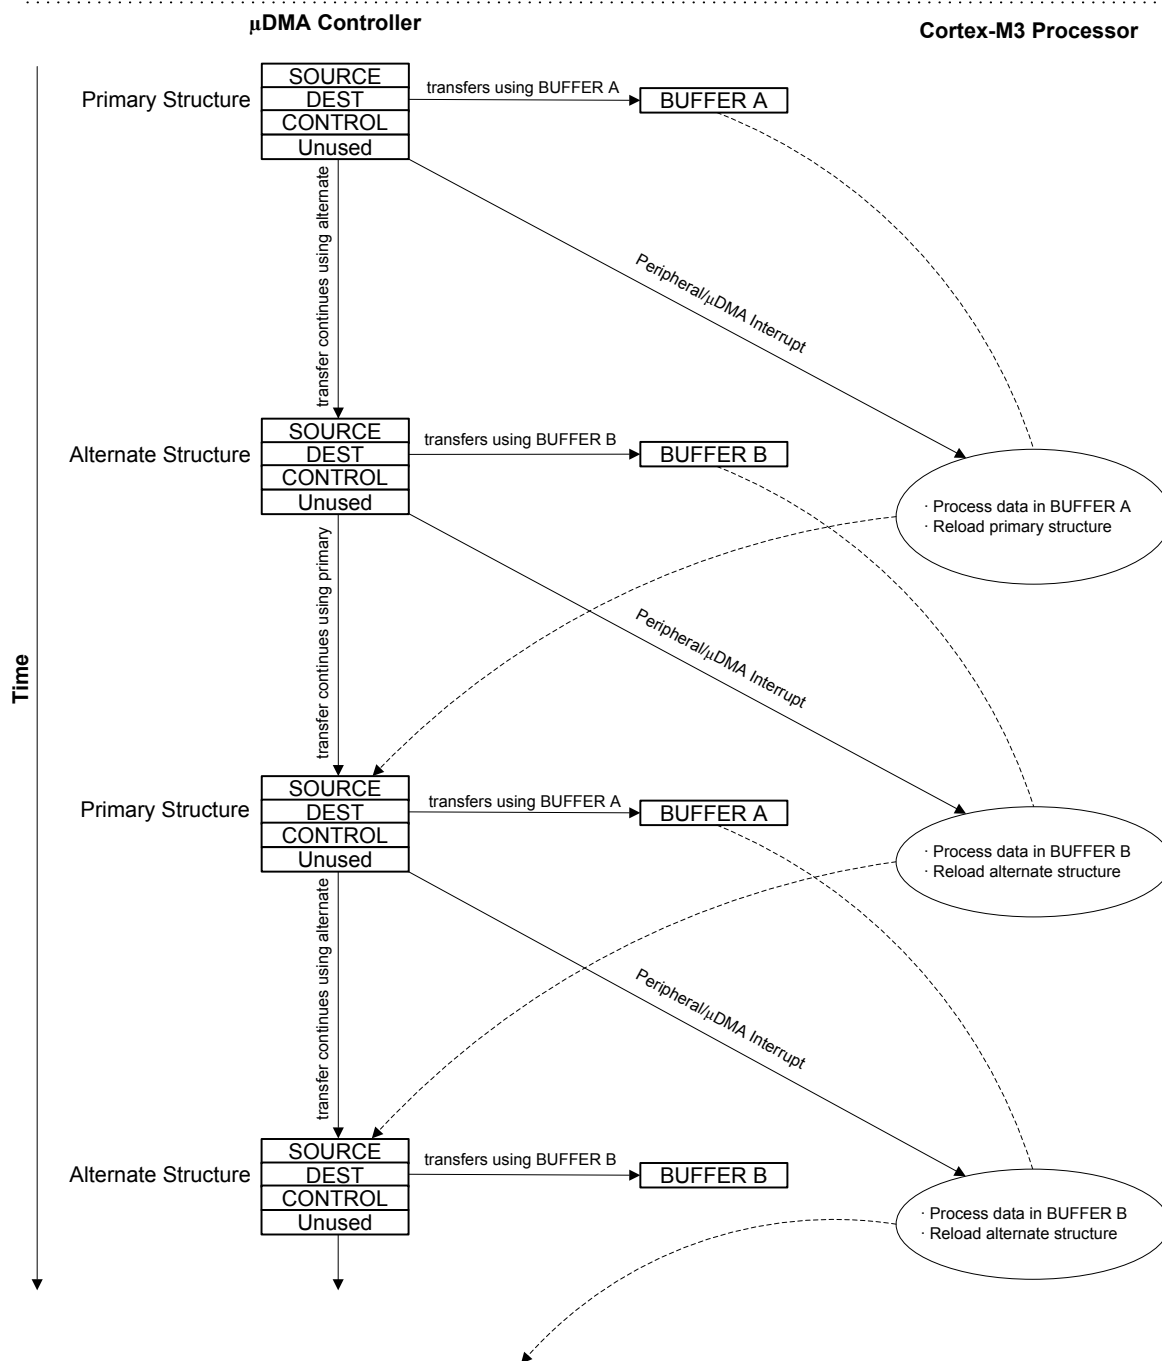 µDMA Controller
Cortex-M3 Processor
SOURCE
Primary Structure
DEST
transfers using BUFFER A
BUFFER A
CONTROL
Unused
transfer continues using alternate
Peripheral/µDMA Interrupt
SOURCE
Alternate Structure
DEST
transfers using BUFFER B
BUFFER B
CONTROL
Unused
· Process data in BUFFER A
· Reload primary structure
transfer continues using primary
Peripheral/µDMA Interrupt
Time
SOURCE
Primary Structure
DEST
transfers using BUFFER A
BUFFER A
CONTROL
Unused
· Process data in BUFFER B
· Reload alternate structure
transfer continues using alternate
Peripheral/µDMA Interrupt
SOURCE
Alternate Structure
DEST
transfers using BUFFER B
BUFFER B
CONTROL
Unused
· Process data in BUFFER B
· Reload alternate structure